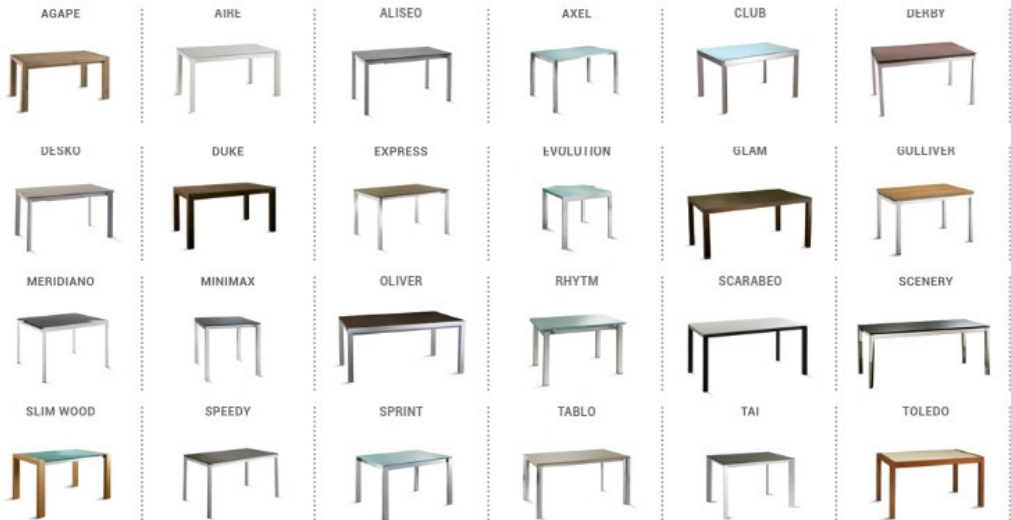 AGAPE
AIRE
ALISEO
AXEL
CLUB
DERBY
DESKO
DUKE
EXPRESS
EVOLUTION
GLAM
GULLIVER
MERIDIANO
MINIMAX
OLIVER
RHYTM
SCARABEO
SCENERY
SLIM WOOD
SPEEDY
SPRINT
TABLO
TAI
TOLEDO